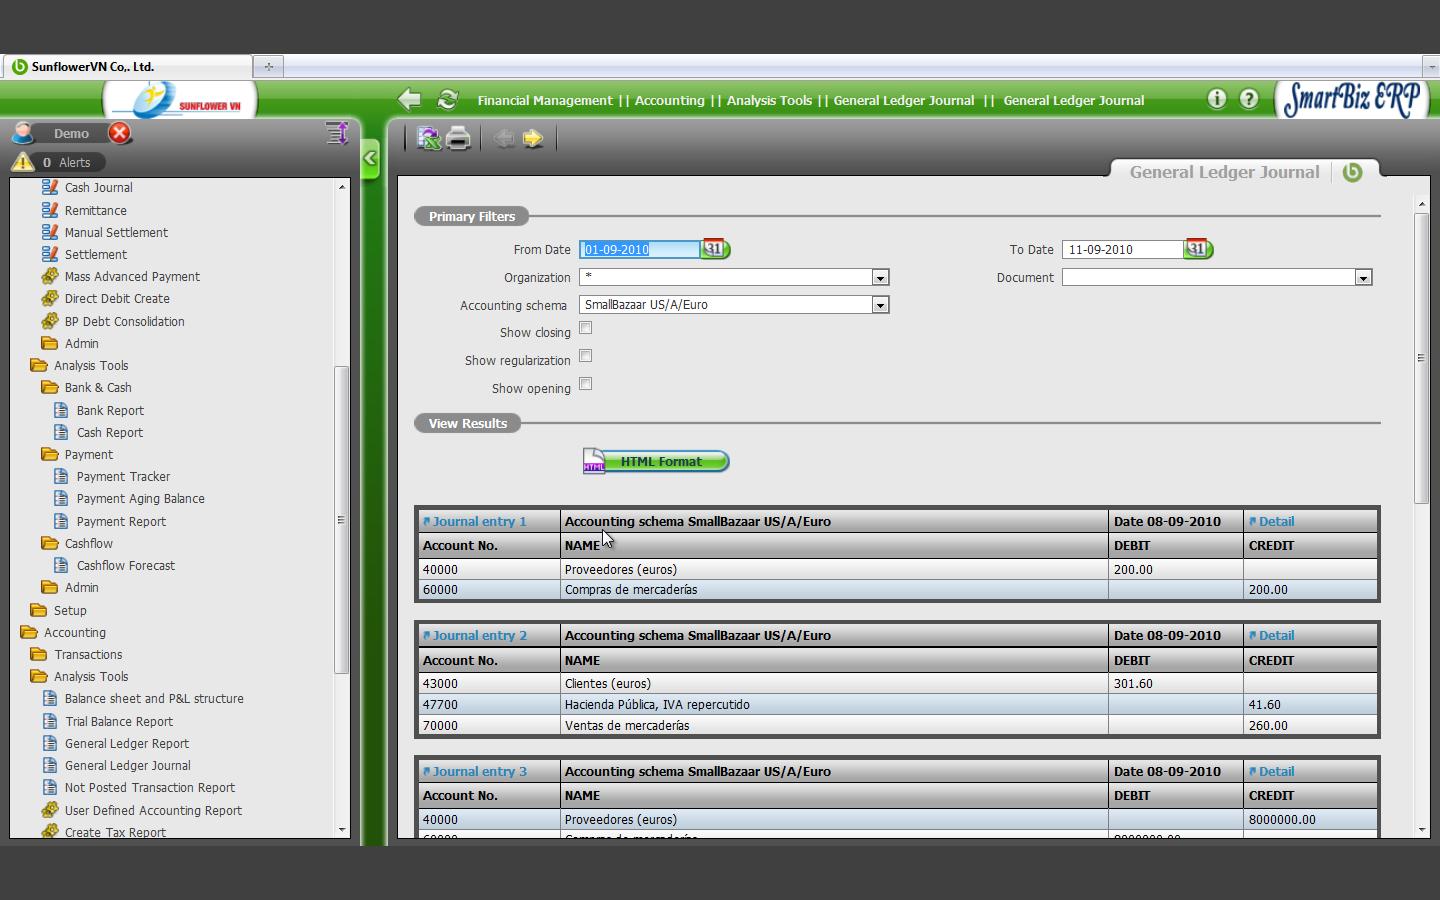 SunflowerVN Co,. Ltd.
SUNFLOWER VN
Financial Management || Accounting || Analysis Tools || General Ledger Journal || General Ledger Journal
SmartBiz ERP
Demo
0 Alerts
Cash Journal
Remittance
Manual Settlement
Settlement
Mass Advanced Payment
Direct Debit Create
BP Debt Consolidation
Admin
Analysis Tools
Bank & Cash
Bank Report
Cash Report
Payment
Payment Tracker
Payment Aging Balance
Payment Report
Cashflow
Cashflow Forecast
Admin
Setup
Accounting
Transactions
Analysis Tools
Balance sheet and P&L structure
Trial Balance Report
General Ledger Report
General Ledger Journal
Not Posted Transaction Report
User Defined Accounting Report
Create Tax Report
General Ledger Journal
Primary Filters
From Date 01-09-2010 31 To Date 11-09-2010 31
Organization * Document
Accounting schema SmallBazaar US/A/Euro
Show closing
Show regularization
Show opening
View Results
HTML HTML Format
Journal entry 1 Accounting schema SmallBazaar US/A/Euro Date 08-09-2010 Detail
Account No. NAME DEBIT CREDIT
40000 Proveedores (euros) 200.00
60000 Compras de mercaderías 200.00
Journal entry 2 Accounting schema SmallBazaar US/A/Euro Date 08-09-2010 Detail
Account No. NAME DEBIT CREDIT
43000 Clientes (euros) 301.60
47700 Hacienda Pública, IVA repercutido 41.60
70000 Ventas de mercaderías 260.00
Journal entry 3 Accounting schema SmallBazaar US/A/Euro Date 08-09-2010 Detail
Account No. NAME DEBIT CREDIT
40000 Proveedores (euros) 8000000.00
60000 Compras de mercaderías 8000000.00